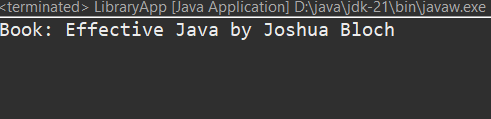 <terminated> LibraryApp [Java Application] D:\java\jdk-21\bin\javaw.exe
Book: Effective Java by Joshua Bloch